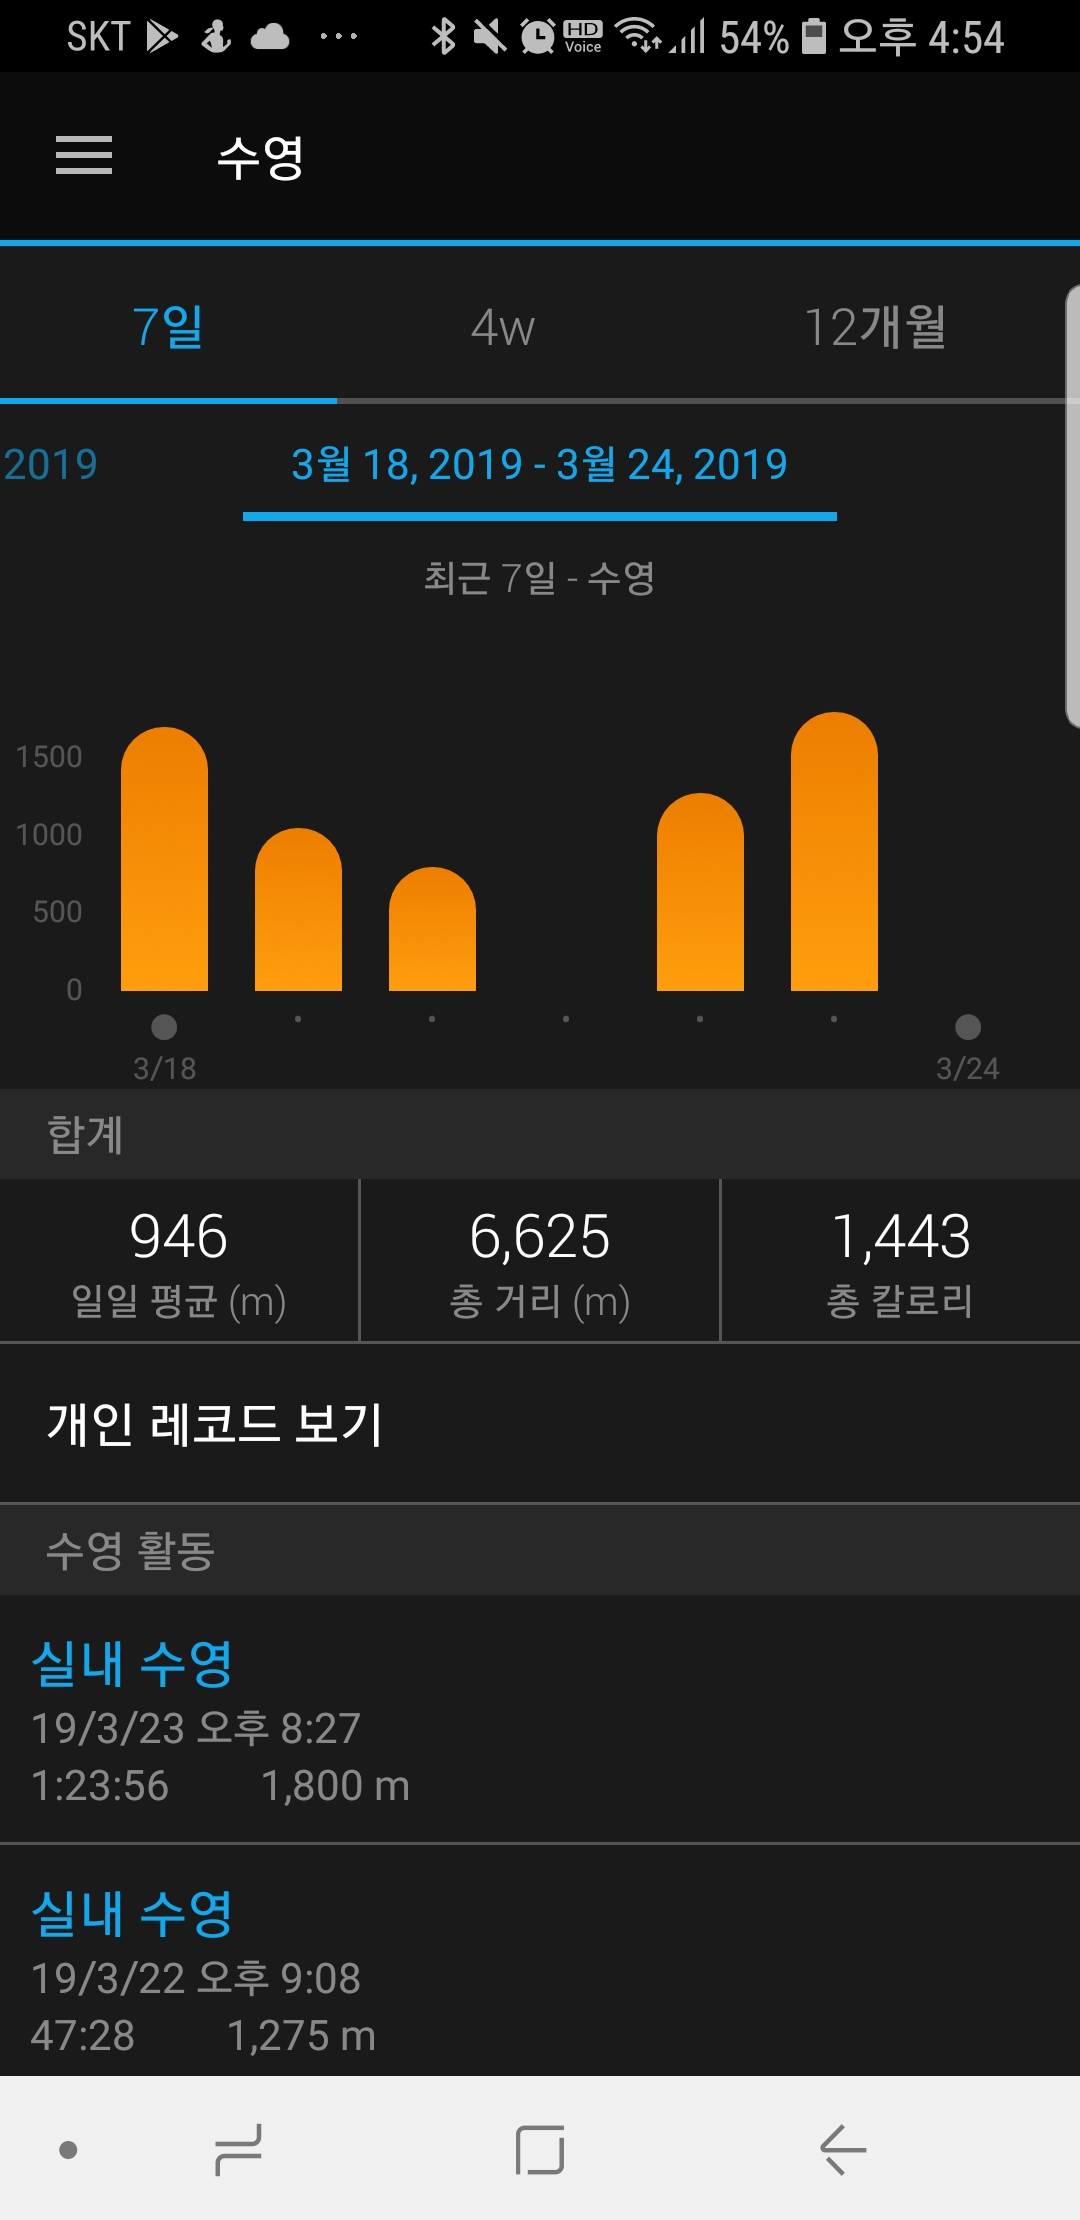 SKT HD Voice 54% 오후 4:54
수영
7일 4w 12개월
2019 3월 18, 2019 - 3월 24, 2019
최근 7일 - 수영
1500
1000
500
0
3/18 3/24
합계
946 6,625 1,443
일일 평균 (m) 총 거리 (m) 총 칼로리
개인 레코드 보기
수영 활동
실내 수영
19/3/23 오후 8:27
1:23:56 1,800 m
실내 수영
19/3/22 오후 9:08
47:28 1,275 m